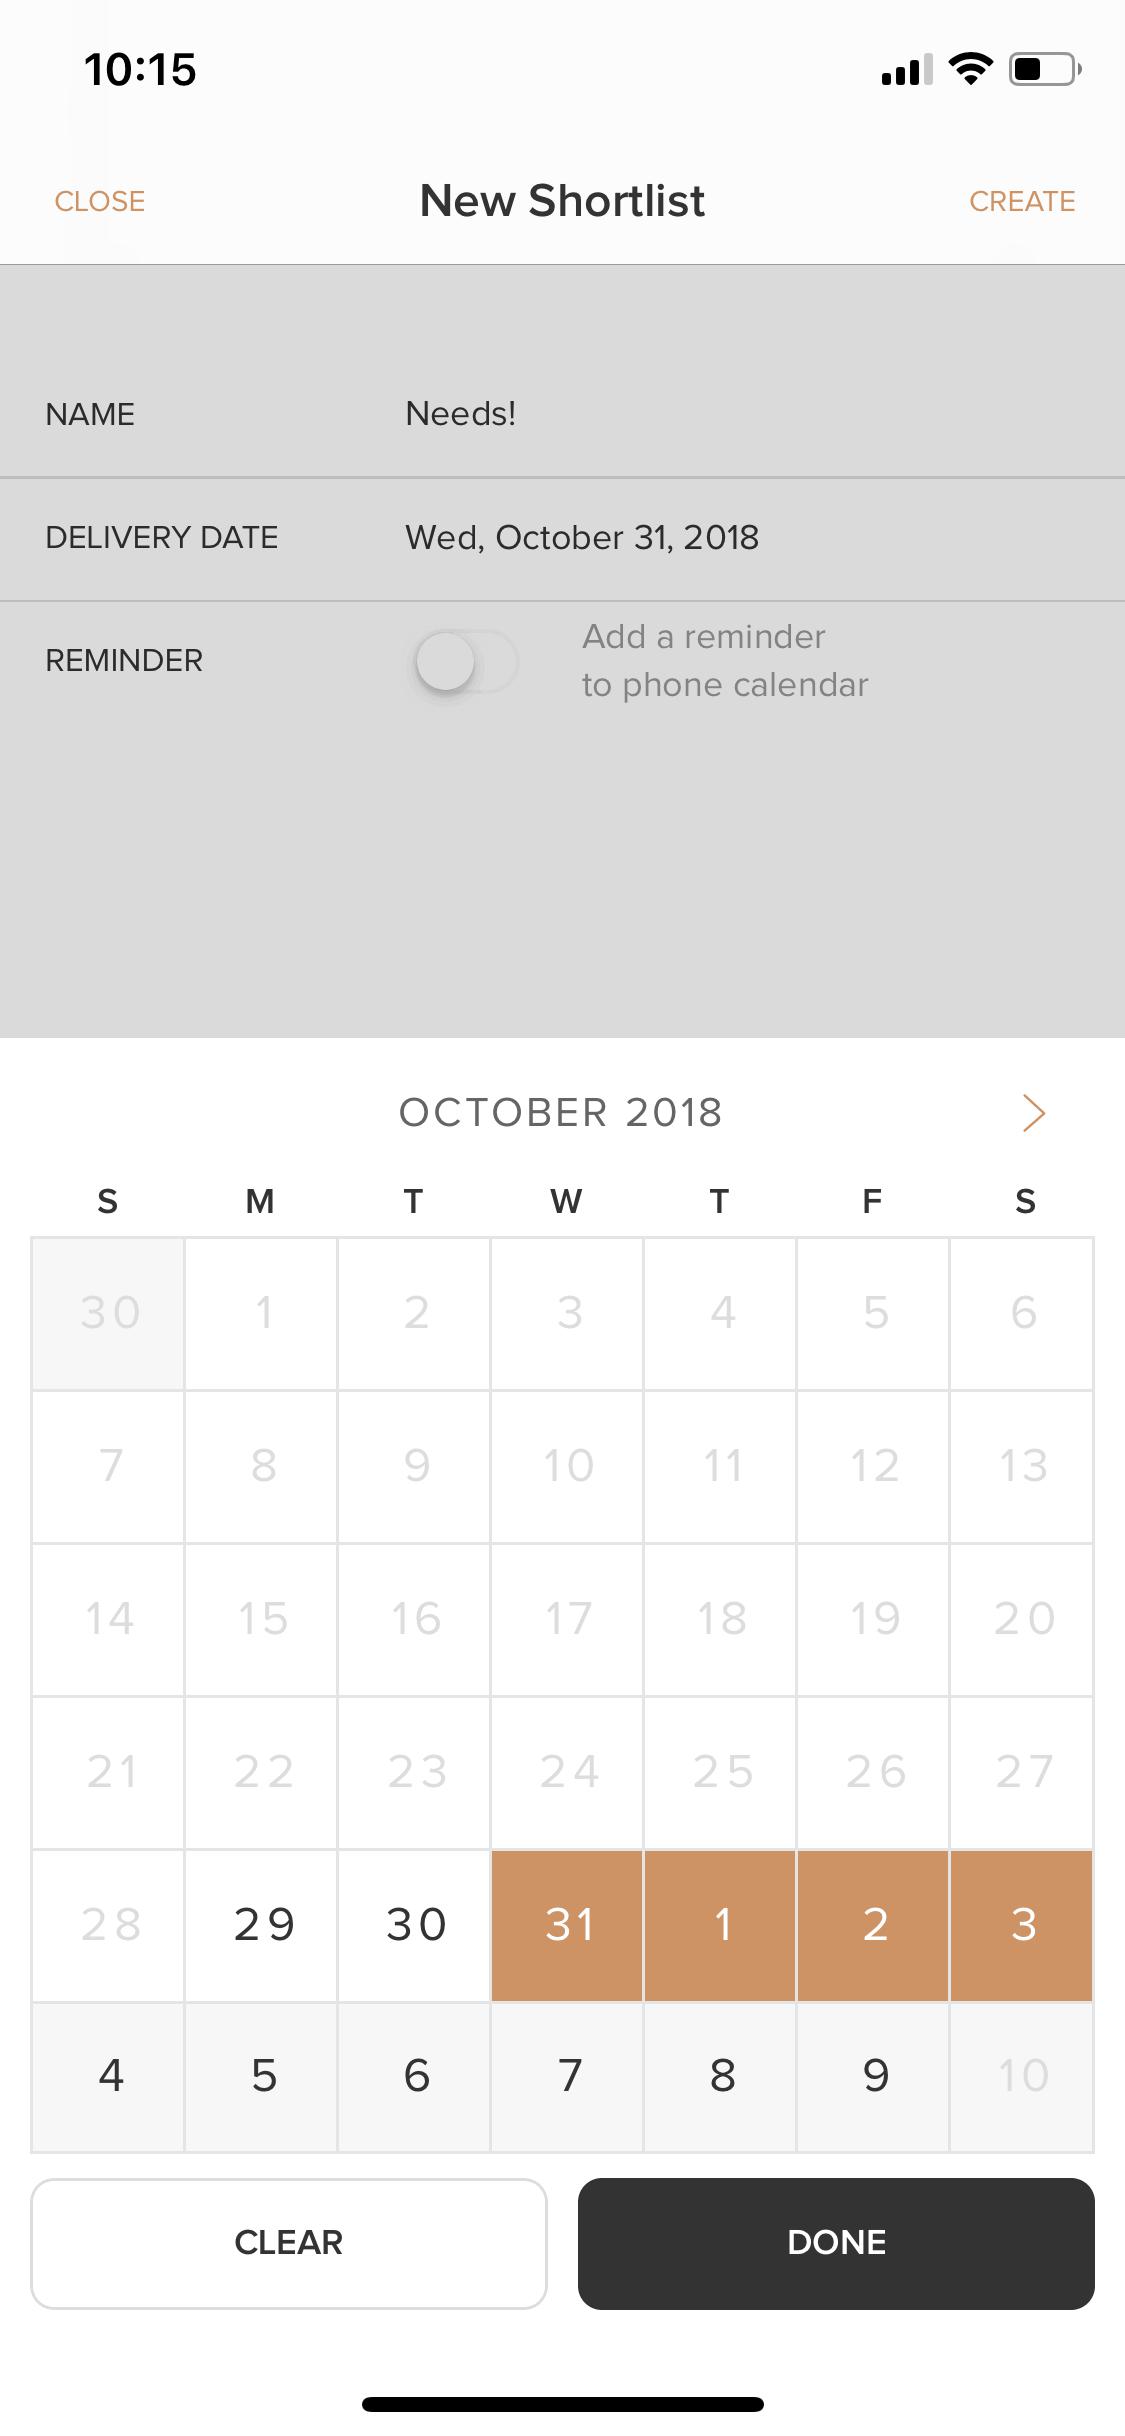 10:15
CLOSE New Shortlist CREATE
NAME Needs!
DELIVERY DATE Wed, October 31, 2018
REMINDER Add a reminder
to phone calendar
OCTOBER 2018
S M T W T F S
30 1 2 3 4 5 6
7 8 9 10 11 12 13
14 15 16 17 18 19 20
21 22 23 24 25 26 27
28 29 30 31 1 2 3
4 5 6 7 8 9 10
CLEAR DONE